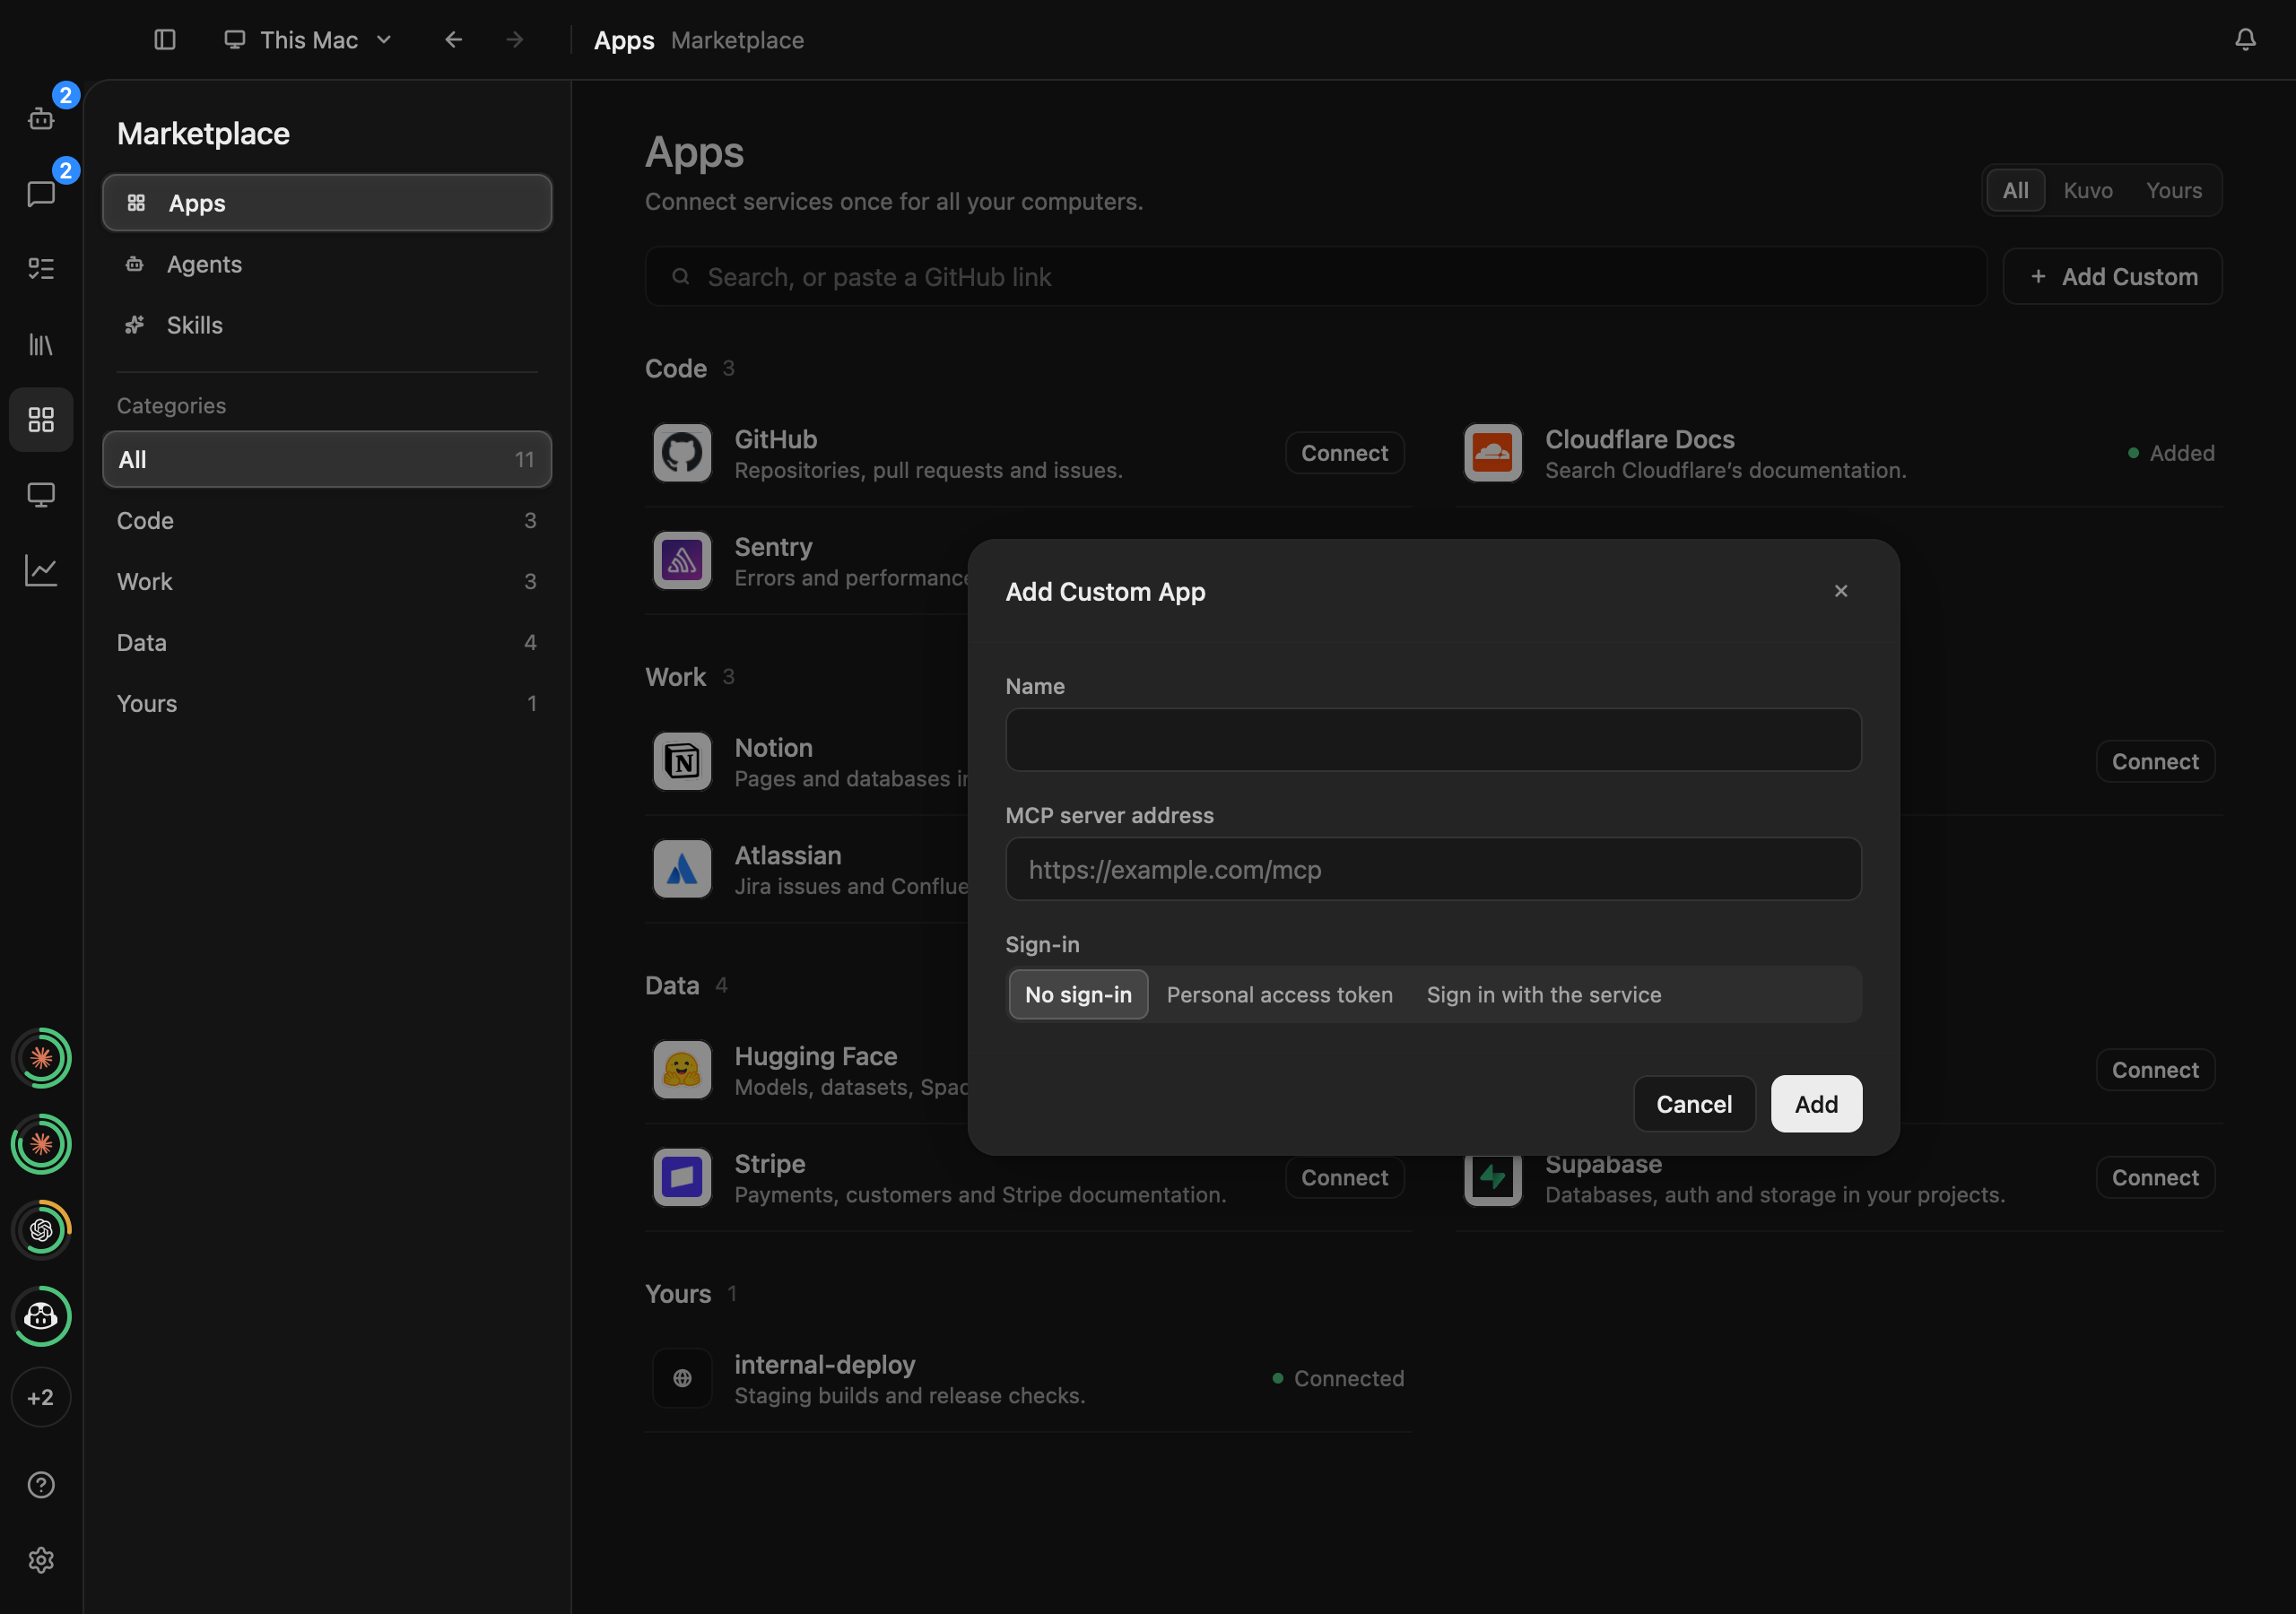 This Mac
Apps Marketplace
2
2
Marketplace
Apps
Agents
Skills
Categories
All 11
Code 3
Work 3
Data 4
Yours 1
+2
Apps
Connect services once for all your computers.
All Kuvo Yours
Search, or paste a GitHub link
+ Add Custom
Code 3
GitHub
Repositories, pull requests and issues.
Connect
Cloudflare Docs
Search Cloudflare’s documentation.
Added
Sentry
Errors and performance
Work 3
Notion
Pages and databases
Connect
Atlassian
Jira issues and
Data 4
Hugging Face
Models, datasets,
Connect
Stripe
Payments, customers and Stripe documentation.
Connect
Supabase
Databases, auth and storage in your projects.
Connect
Yours 1
internal-deploy
Staging builds and release checks.
Connected
Add Custom App
Name
MCP server address
https://example.com/mcp
Sign-in
No sign-in Personal access token Sign in with the service
Cancel
Add